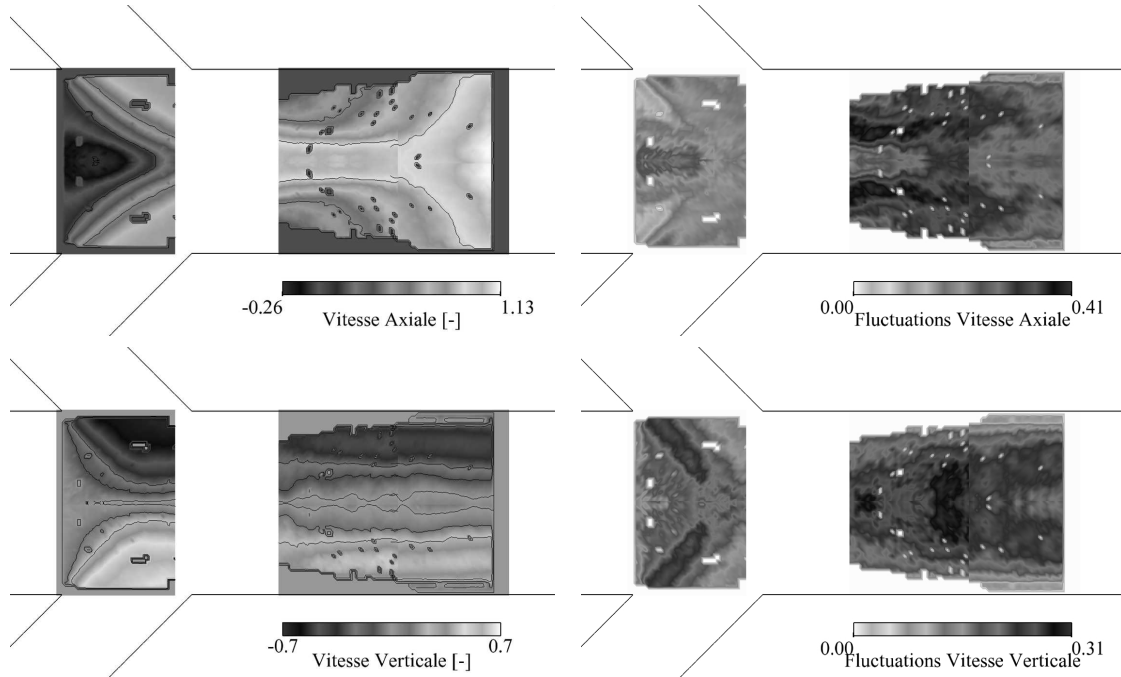 -0.26 1.13
Vitesse Axiale [-]
0.00 0.41
Fluctuations Vitesse Axiale
-0.7 0.7
Vitesse Verticale [-]
0.00 0.31
Fluctuations Vitesse Verticale